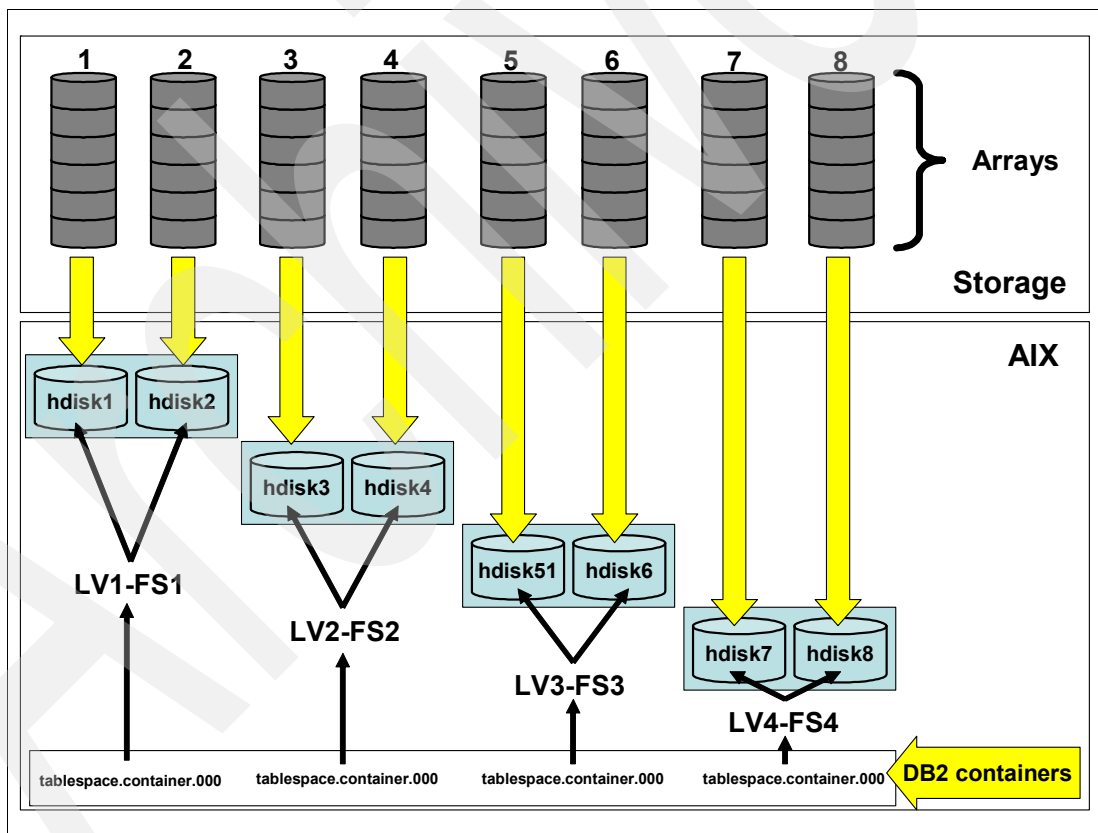 1 2 3 4 5 6 7 8
Arrays
Storage
AIX
hdisk1 hdisk2
hdisk3 hdisk4
hdisk51 hdisk6
hdisk7 hdisk8
LV1-FS1
LV2-FS2
LV3-FS3
LV4-FS4
tablespace.container.000 tablespace.container.000 tablespace.container.000 tablespace.container.000
DB2 containers